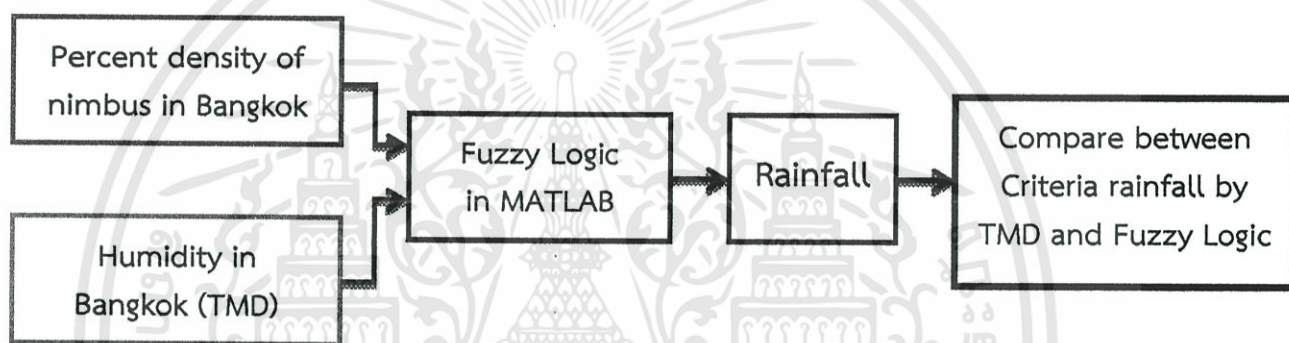 Percent density of
nimbus in Bangkok
Humidity in
Bangkok (TMD)
Fuzzy Logic
in MATLAB
Rainfall
Compare between
Criteria rainfall by
TMD and Fuzzy Logic